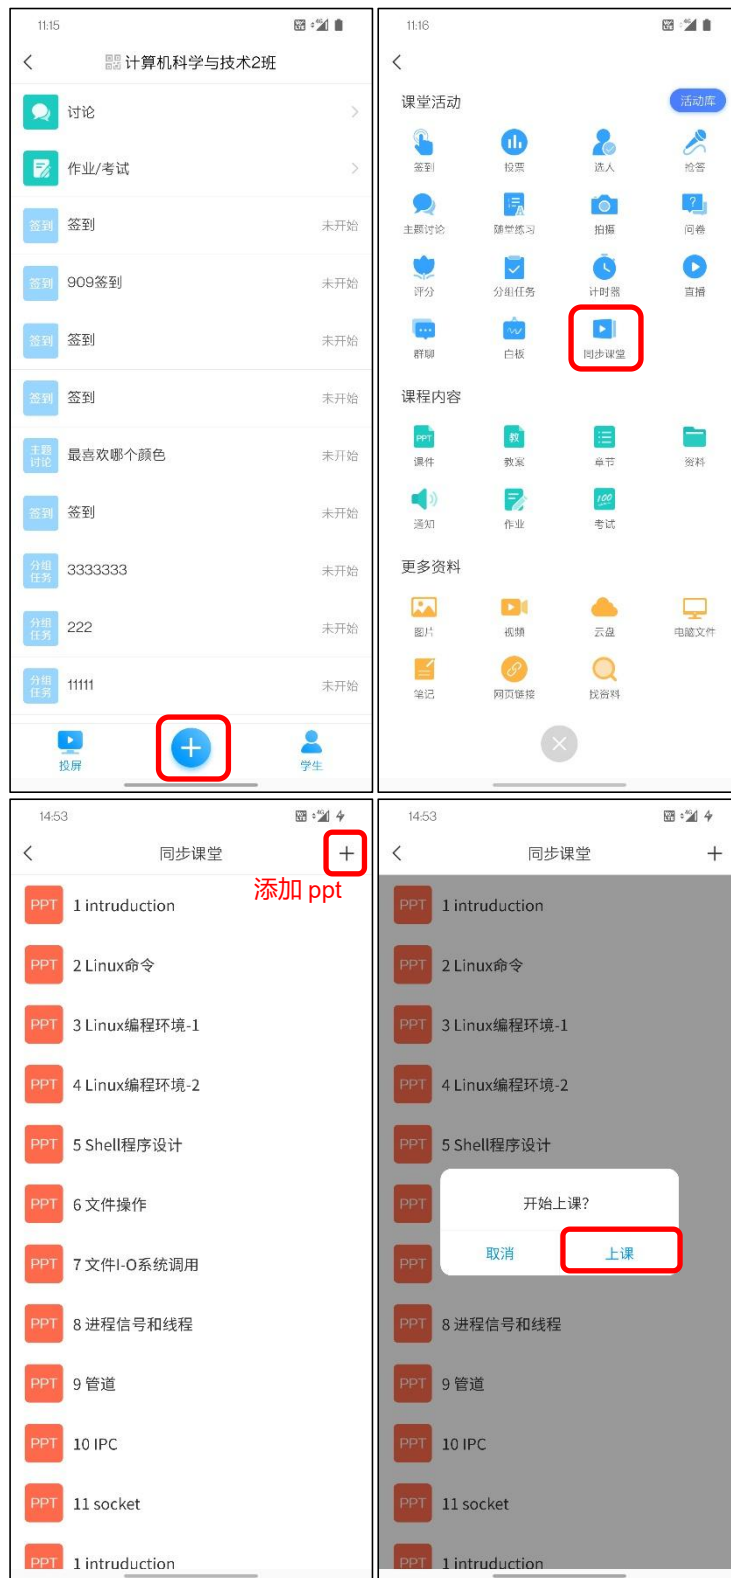 11:15
计算机科学与技术2班
讨论
作业/考试
签到 签到 未开始
签到 909签到 未开始
签到 签到 未开始
签到 签到 未开始
主题讨论 最喜欢哪个颜色 未开始
签到 签到 未开始
分组任务 3333333 未开始
分组任务 222 未开始
分组任务 11111 未开始
投屏 学生
11:16
课堂活动 活动库
签到 投票 选人 抢答
主题讨论 随堂练习 拍摄 问卷
评分 分组任务 计时器 直播
群聊 白板 同步课堂
课程内容
PPT 教
课件 教案 章节 资料
100
通知 作业 考试
更多资料
图片 视频 云盘 电脑文件
笔记 网页链接 找资料
14:53
同步课堂
添加 ppt
PPT 1 intruduction
PPT 2 Linux命令
PPT 3 Linux编程环境-1
PPT 4 Linux编程环境-2
PPT 5 Shell程序设计
PPT 6 文件操作
PPT 7 文件I-O系统调用
PPT 8 进程信号和线程
PPT 9 管道
PPT 10 IPC
PPT 11 socket
PPT 1 intruduction
14:53
同步课堂
PPT 1 intruduction
PPT 2 Linux命令
PPT 3 Linux编程环境-1
PPT 4 Linux编程环境-2
PPT 5 Shell程序设计
PPT
开始上课?
PPT
取消 上课
PPT 8 进程信号和线程
PPT 9 管道
PPT 10 IPC
PPT 11 socket
PPT 1 intruduction